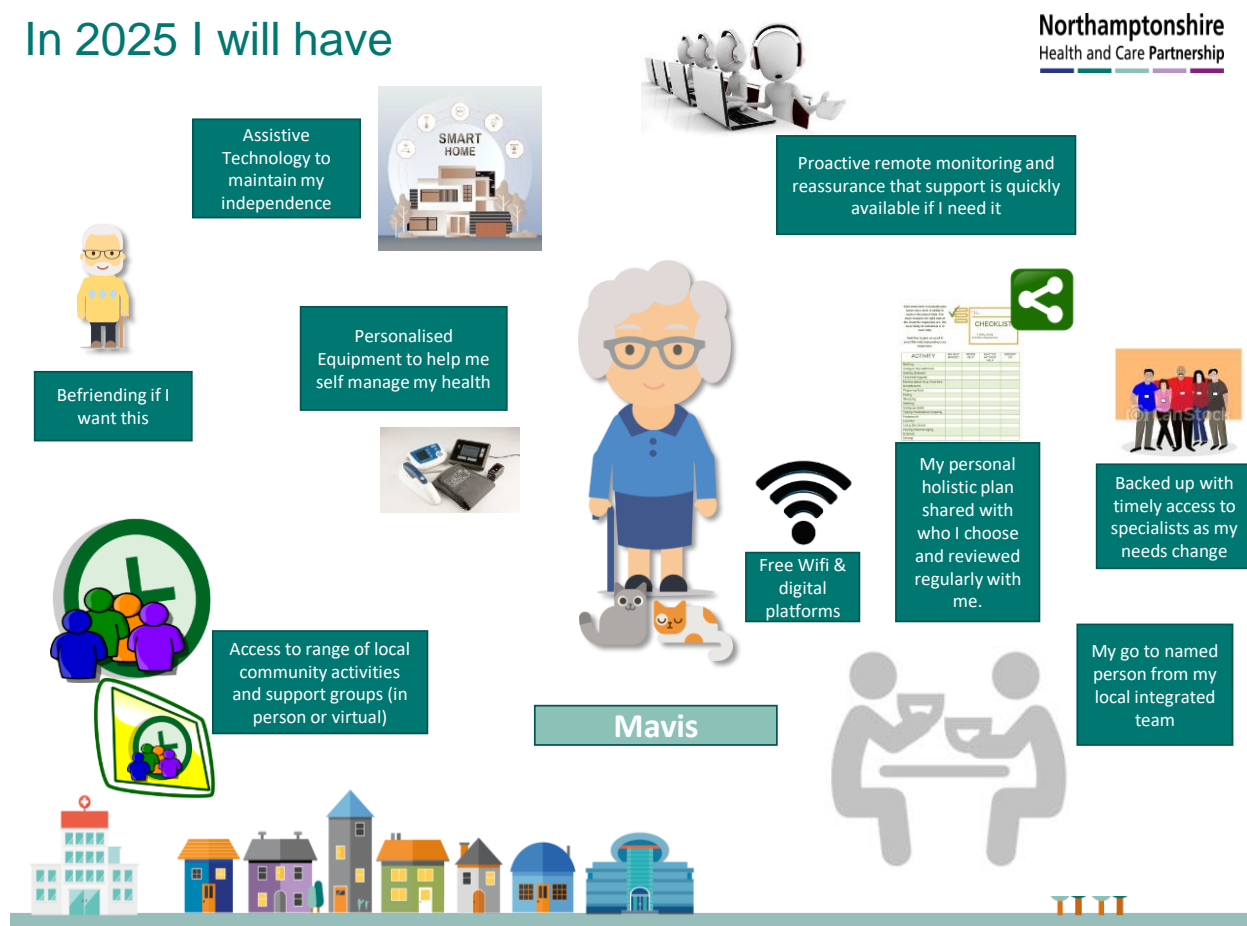 In 2025 I will have
Northamptonshire
Health and Care Partnership
Assistive
Technology to
maintain my
independence
SMART
HOME
Proactive remote monitoring and
reassurance that support is quickly
available if I need it
Befriending if I
want this
Personalised
Equipment to help me
self manage my health
CHECKLIST
ACTIVITY
My personal
holistic plan
shared with
who I choose
and reviewed
regularly with
me.
Backed up with
timely access to
specialists as my
needs change
Free Wifi &
digital
platforms
Access to range of local
community activities
and support groups (in
person or virtual)
My go to named
person from my
local integrated
team
Mavis